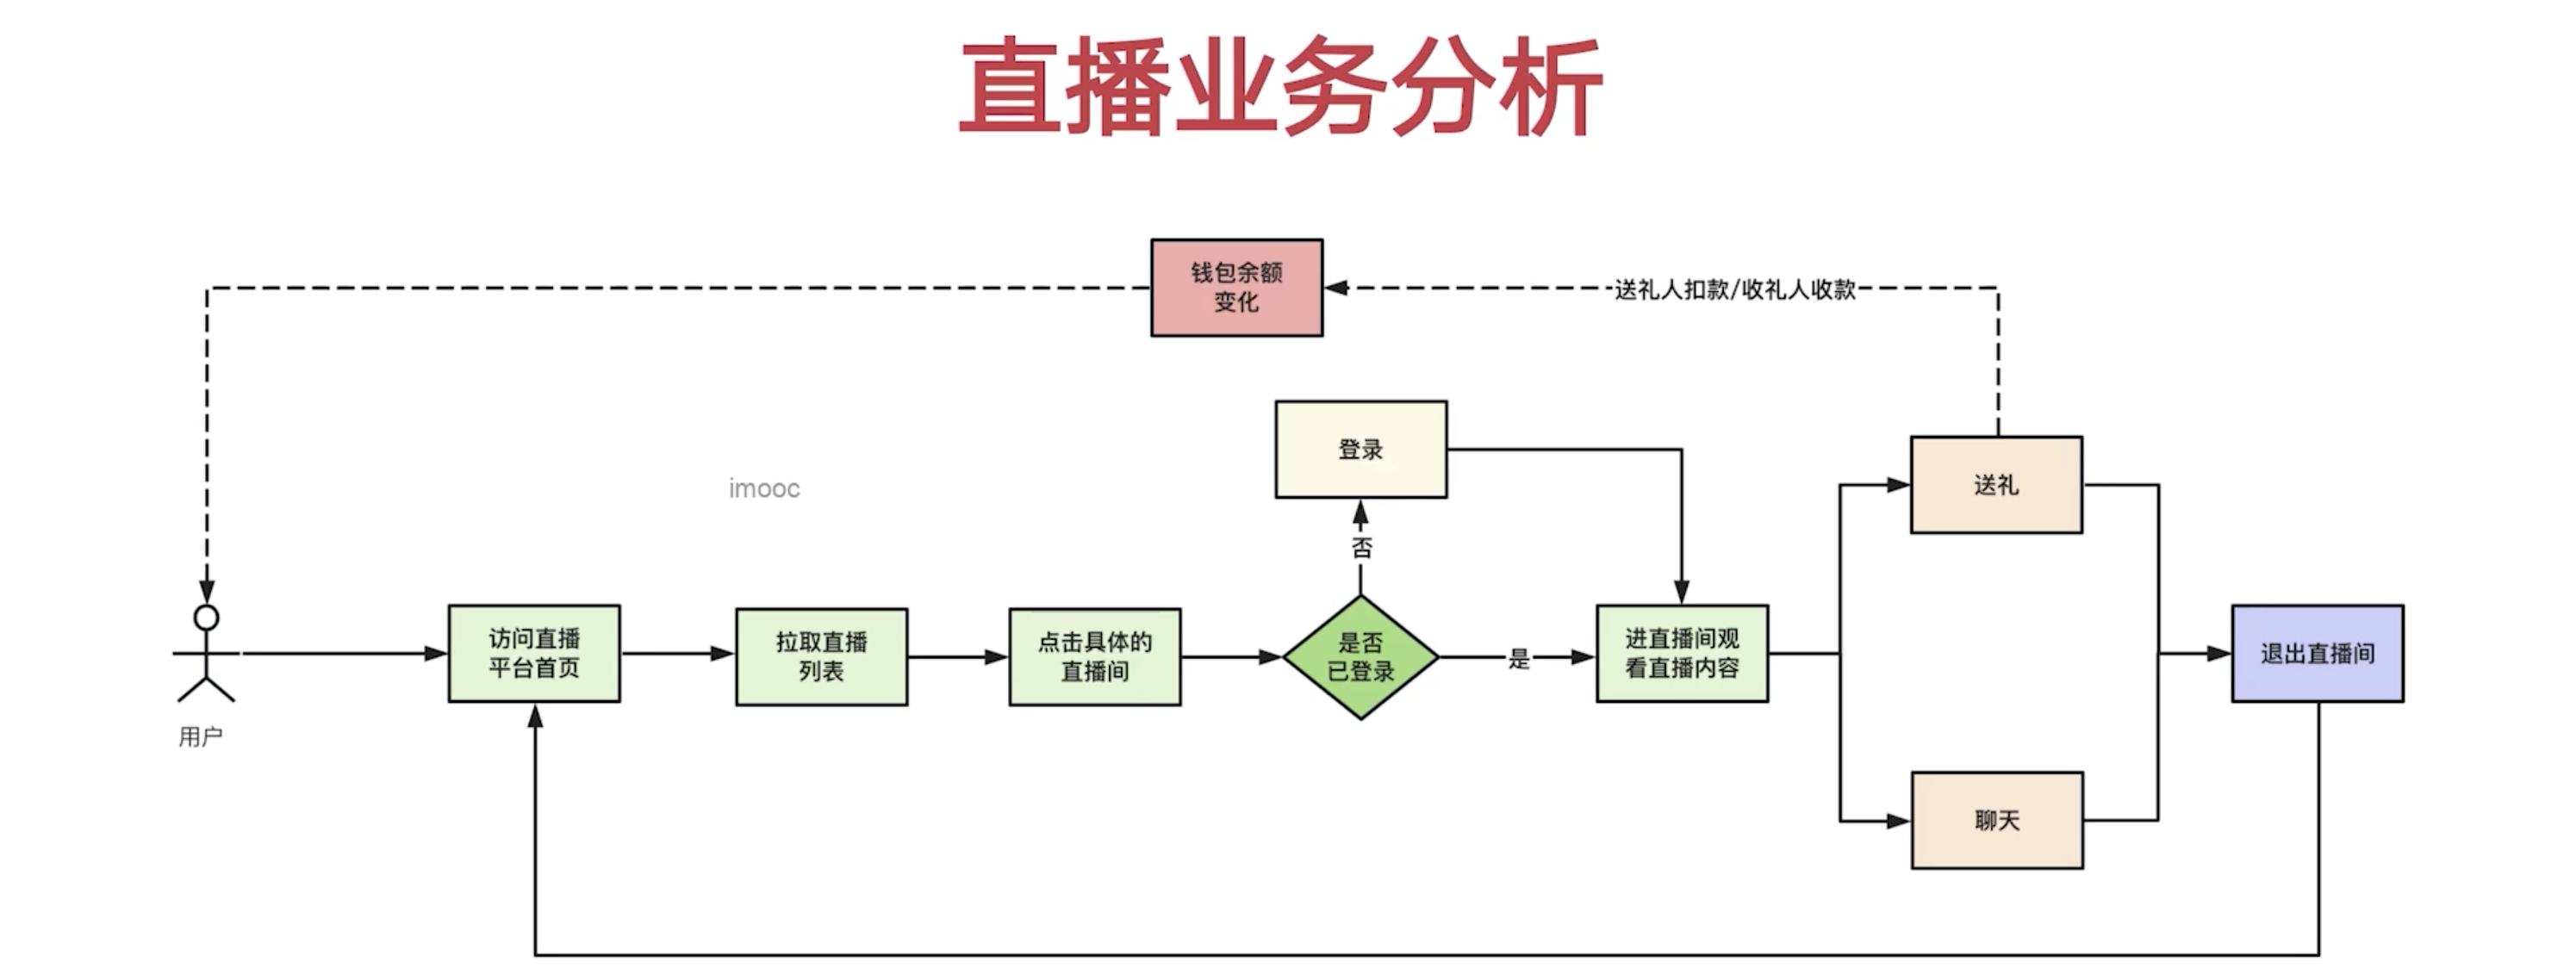 直播业务分析
钱包余额
变化
送礼人扣款/收礼人收款
登录
imooc
送礼
否
访问直播
平台首页
拉取直播
列表
点击具体的
直播间
是否
已登录
是
进直播间观
看直播内容
退出直播间
用户
聊天